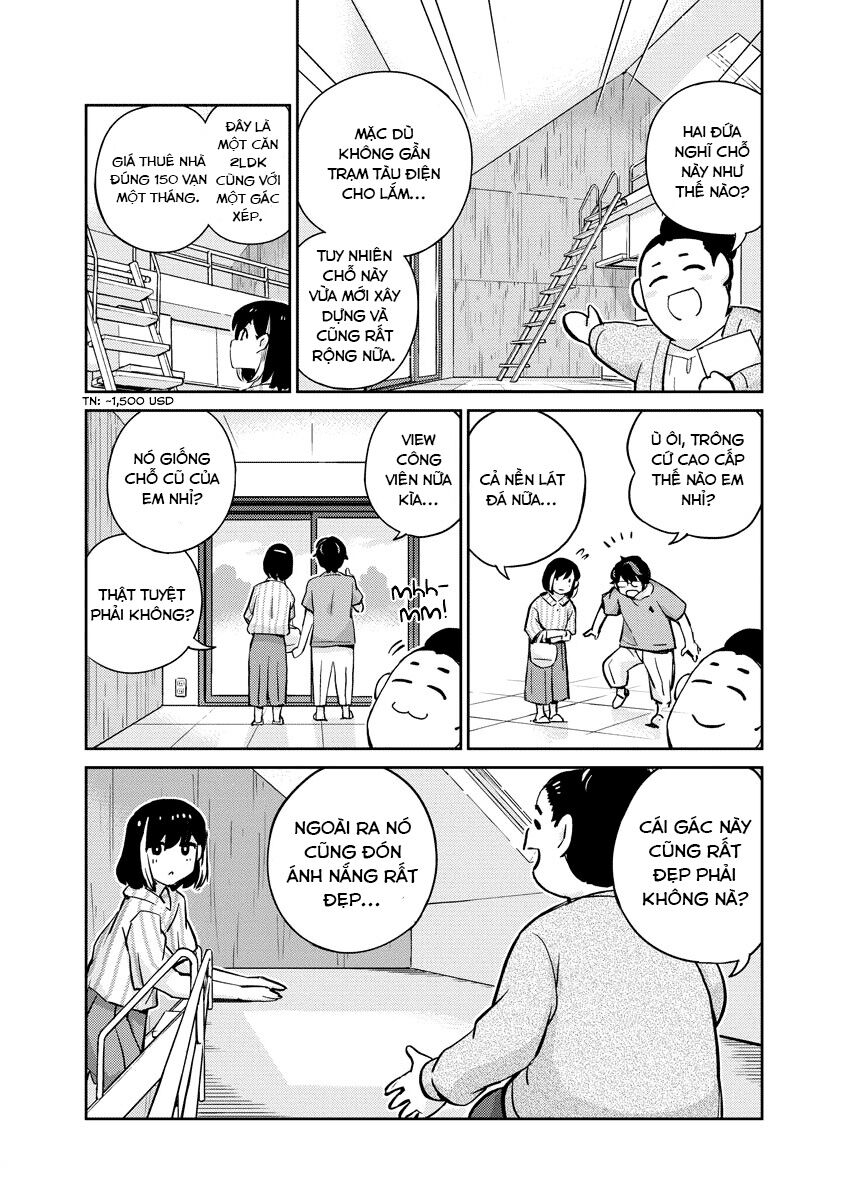 HAI ĐỨA
NGHĨ CHỖ
NÀY NHƯ
THẾ NÀO?
MẶC DÙ
KHÔNG GẦN
TRẠM TÀU ĐIỆN
CHO LẮM...
TUY NHIÊN
CHỖ NÀY
VỪA MỚI XÂY
DỰNG VÀ
CŨNG RẤT
RỘNG NỮA.
ĐÂY LÀ
MỘT CĂN
2LDK
CÙNG VỚI
MỘT GÁC
XÉP.
GIÁ THUÊ NHÀ
ĐÚNG 150 VẠN
MỘT THÁNG.
TN: ~1,500 USD
Ù ÔI, TRÔNG
CỨ CAO CẤP
THẾ NÀO EM
NHỈ?
CẢ NỀN LÁT
ĐÁ NỮA...
VIEW
CÔNG
VIÊN NỮA
KÌA...
NÓ GIỐNG
CHỖ CŨ CỦA
EM NHỈ?
THẬT TUYỆT
PHẢI KHÔNG?
MHH-
MM!
CÁI GÁC NÀY
CŨNG RẤT
ĐẸP PHẢI
KHÔNG NÀ?
NGOÀI RA NÓ
CŨNG ĐÓN
ÁNH NẮNG RẤT
ĐẸP...